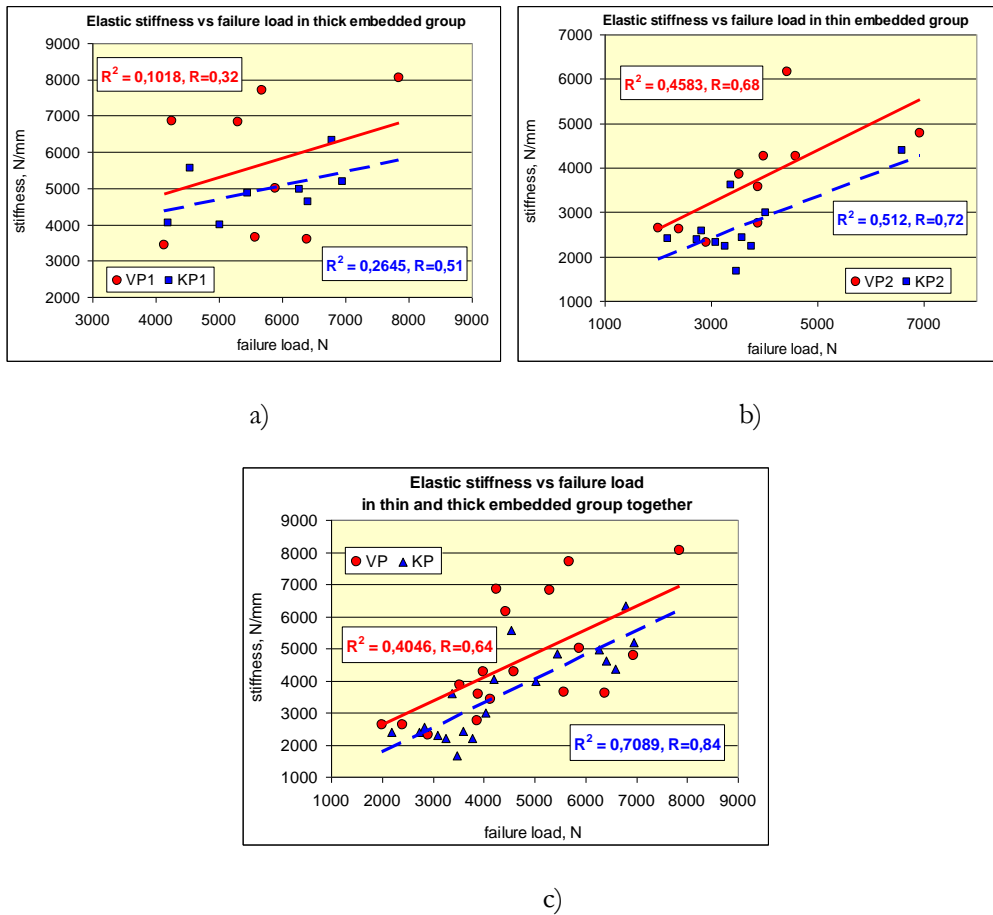 Elastic stiffness vs failure load in thick embedded group
9000
8000
7000
6000
5000
4000
3000
2000
stiffness, N/mm
R² = 0,1018, R=0,32
R² = 0,2645, R=0,51
VP1 KP1
3000 4000 5000 6000 7000 8000 9000
failure load, N
a)
Elastic stiffness vs failure load in thin embedded group
7000
6000
5000
4000
3000
2000
1000
stiffness, N/mm
R² = 0,4583, R=0,68
R² = 0,512, R=0,72
VP2 KP2
1000 3000 5000 7000
failure load, N
b)
Elastic stiffness vs failure load
in thin and thick embedded group together
9000
8000
7000
6000
5000
4000
3000
2000
1000
stiffness, N/mm
VP KP
R² = 0,4046, R=0,64
R² = 0,7089, R=0,84
1000 2000 3000 4000 5000 6000 7000 8000 9000
failure load, N
c)